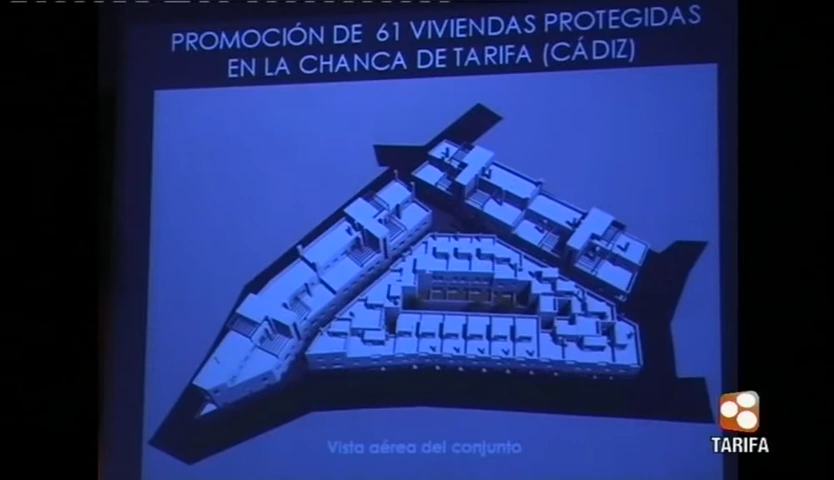 PROMOCIÓN DE 61 VIVIENDAS PROTEGIDAS
EN LA CHANCA DE TARIFA (CÁDIZ)
Vista aérea del conjunto
TARIFA